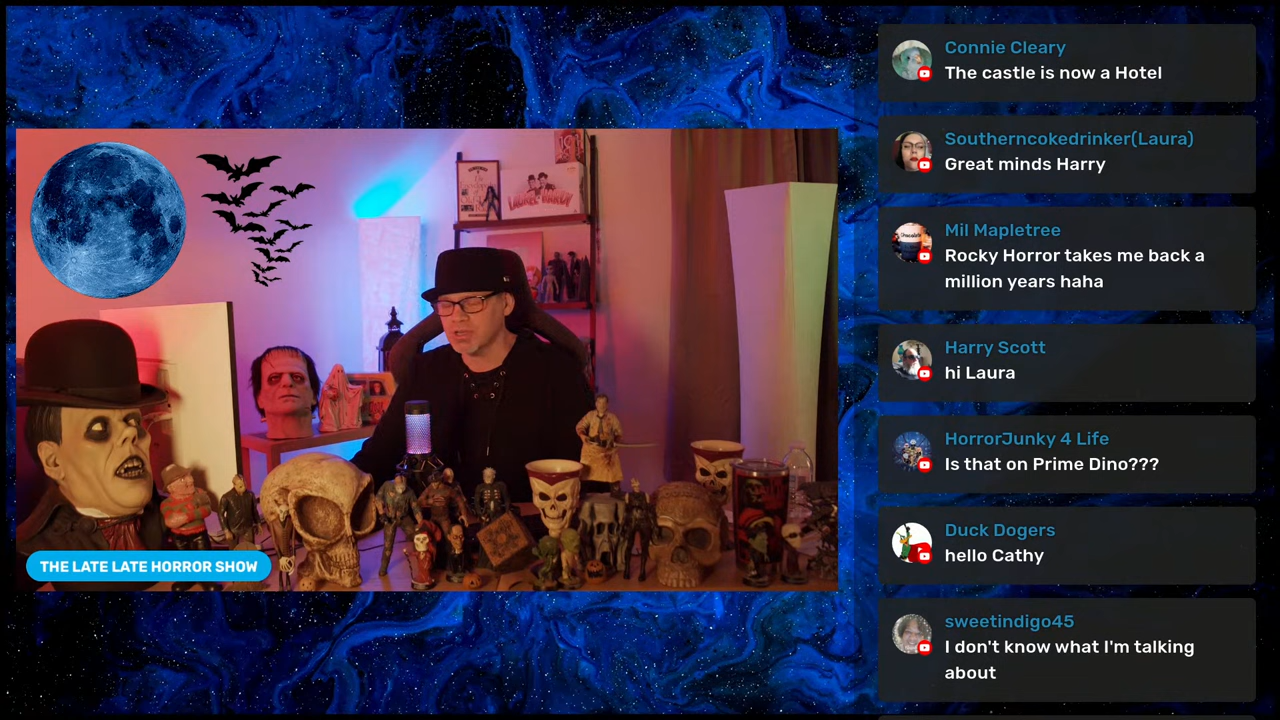 Connie Cleary
The castle is now a Hotel
Southerncokedrinker(Laura)
Great minds Harry
Mil Mapletree
Rocky Horror takes me back a
million years haha
Harry Scott
hi Laura
HorrorJunky 4 Life
Is that on Prime Dino???
Duck Dogers
hello Cathy
sweetindigo45
I don't know what I'm talking
about
LAUREL HARDY
THE LATE LATE HORROR SHOW